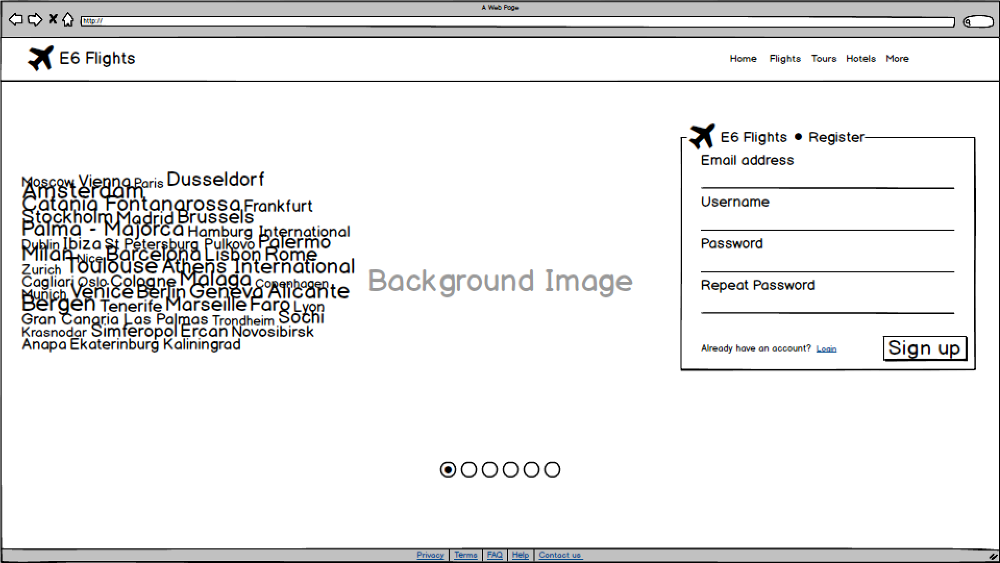 A Web Page
http://
E6 Flights
Home Flights Tours Hotels More
E6 Flights • Register
Email address
Username
Password
Repeat Password
Already have an account? Login
Sign up
Moscow Vienna Paris Dusseldorf
Amsterdam
Catania Fontanarossa Frankfurt
Stockholm Madrid Brussels
Palma - Majorca Hamburg International
Dublin Ibiza St Petersburg Pulkovo Palermo
Milan Nice Barcelona Lisbon Rome
Zurich Toulouse Athens International
Cagliari Oslo Cologne Malaga Copenhagen
Munich Venice Berlin Geneva Alicante
Bergen Tenerife Marseille Faro Lyon
Gran Canaria Las Palmas Trondheim Sochi
Krasnodar Simferopol Ercan Novosibirsk
Anapa Ekaterinburg Kaliningrad
Background Image
Privacy Terms FAQ Help Contact us